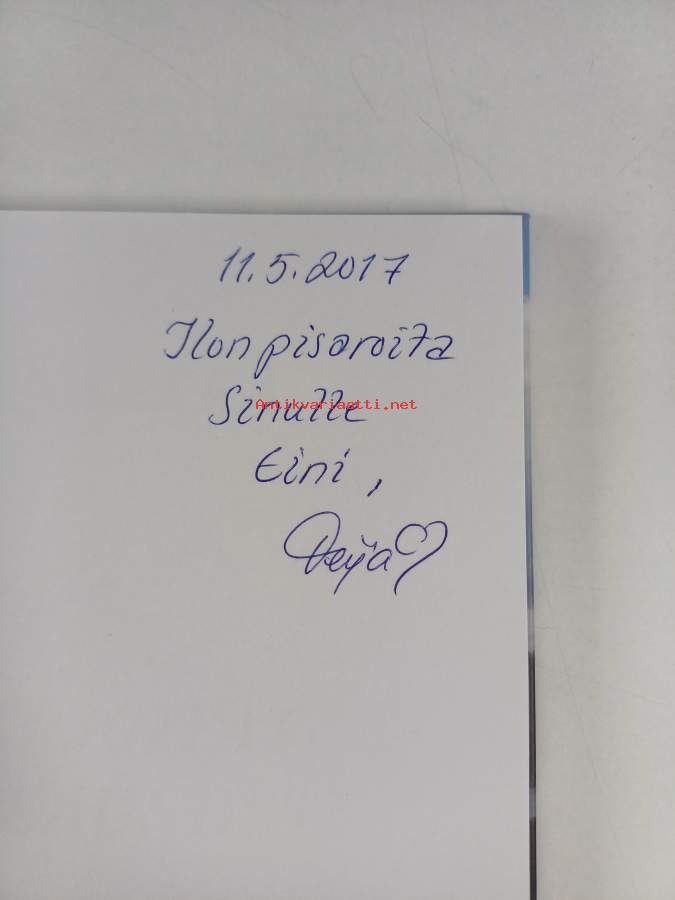 11.5.2017
Ilon pisaroita
Sinulle
Antikvariaatti.net
Eini,